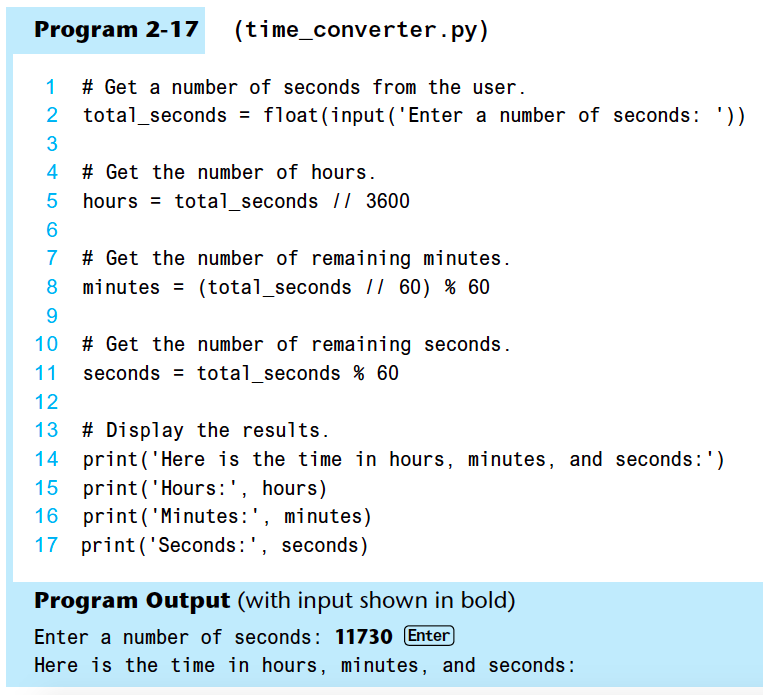 Program 2-17 (time_converter.py)
1 # Get a number of seconds from the user.
2 total_seconds = float(input('Enter a number of seconds: '))
3
4 # Get the number of hours.
5 hours = total_seconds // 3600
6
7 # Get the number of remaining minutes.
8 minutes = (total_seconds // 60) % 60
9
10 # Get the number of remaining seconds.
11 seconds = total_seconds % 60
12
13 # Display the results.
14 print('Here is the time in hours, minutes, and seconds:')
15 print('Hours:', hours)
16 print('Minutes:', minutes)
17 print('Seconds:', seconds)
Program Output (with input shown in bold)
Enter a number of seconds: 11730 Enter
Here is the time in hours, minutes, and seconds: